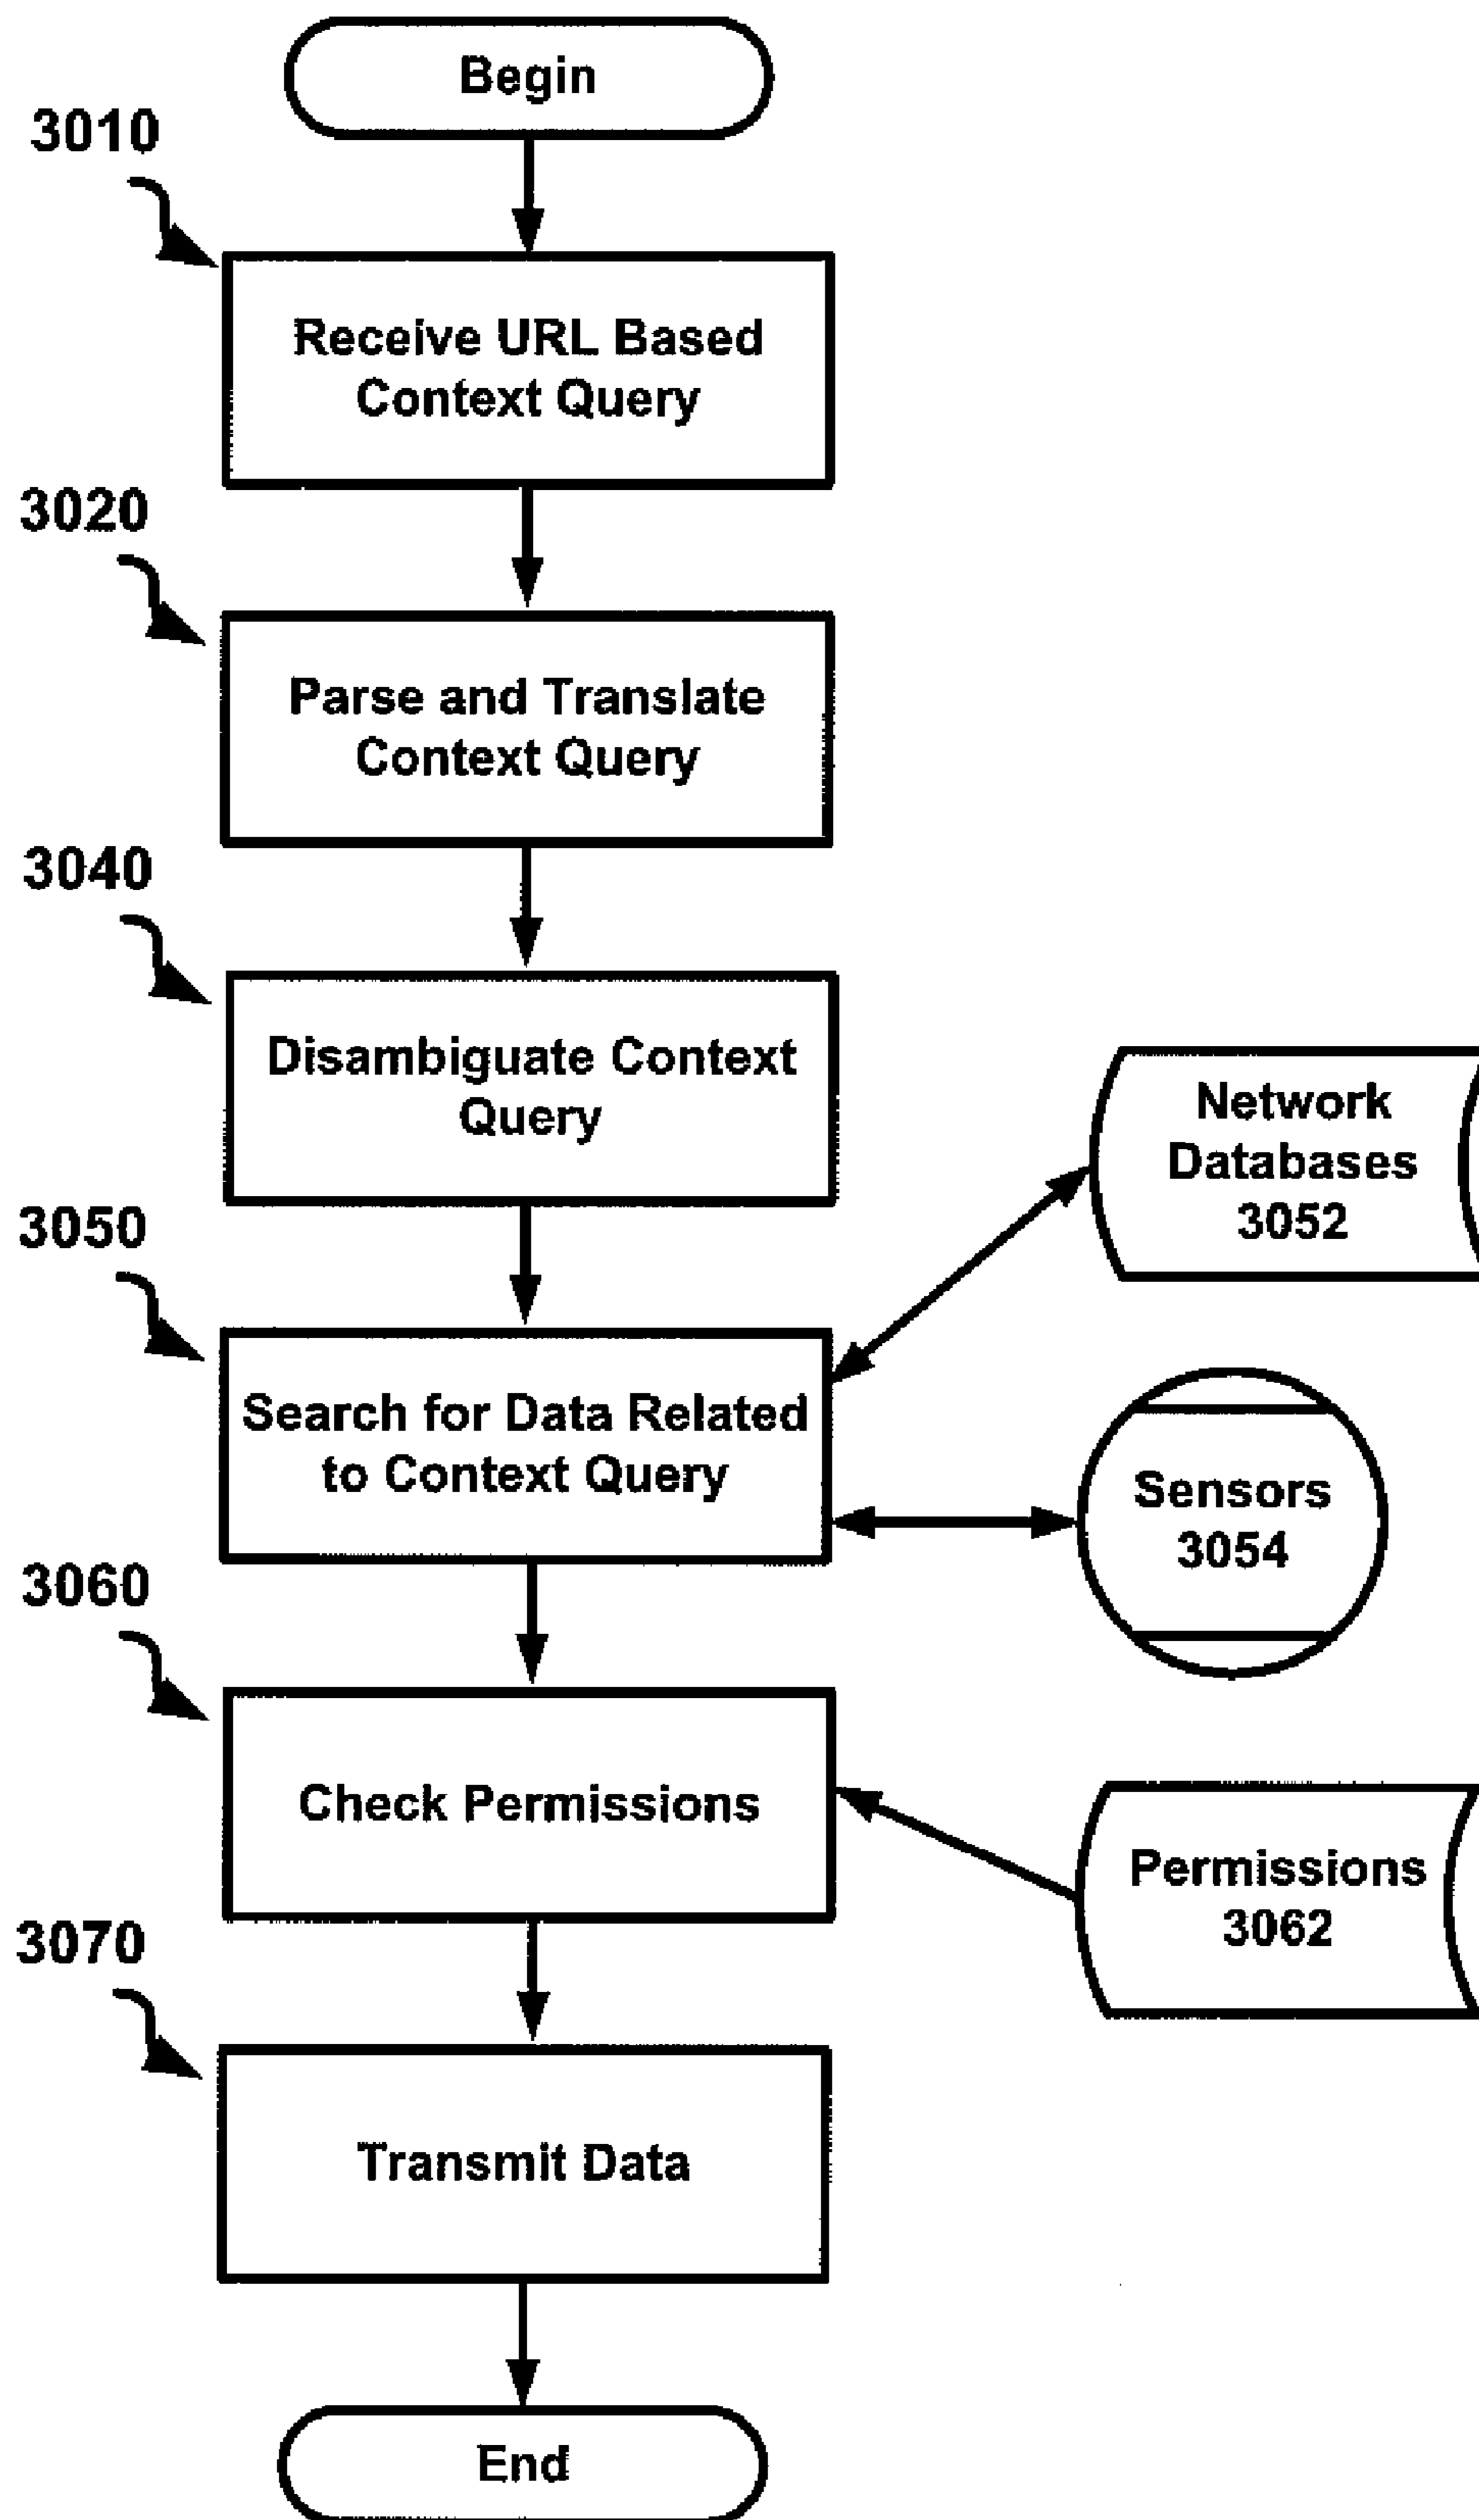 Begin
3010
Receive URL Based
Context Query
3020
Parse and Translate
Context Query
3040
Disambiguate Context
Query
Network
Databases
3052
3050
Search for Data Related
to Context Query
Sensors
3054
3060
Check Permissions
Permissions
3062
3070
Transmit Data
End